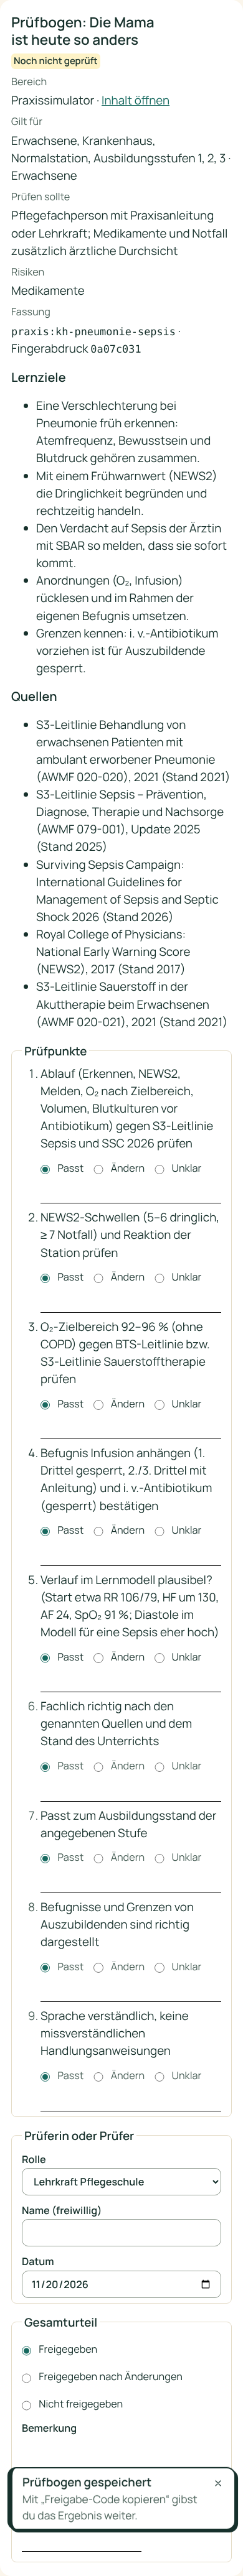 Prüfbogen: Die Mama
ist heute so anders
Noch nicht geprüft
Bereich
Praxissimulator · Inhalt öffnen
Gilt für
Erwachsene, Krankenhaus,
Normalstation, Ausbildungsstufen 1, 2, 3 ·
Erwachsene
Prüfen sollte
Pflegefachperson mit Praxisanleitung
oder Lehrkraft; Medikamente und Notfall
zusätzlich ärztliche Durchsicht
Risiken
Medikamente
Fassung
praxis:kh-pneumonie-sepsis ·
Fingerabdruck 0a07c031
Lernziele
• Eine Verschlechterung bei
Pneumonie früh erkennen:
Atemfrequenz, Bewusstsein und
Blutdruck gehören zusammen.
• Mit einem Frühwarnwert (NEWS2)
die Dringlichkeit begründen und
rechtzeitig handeln.
• Den Verdacht auf Sepsis der Ärztin
mit SBAR so melden, dass sie sofort
kommt.
• Anordnungen (O₂, Infusion)
rücklesen und im Rahmen der
eigenen Befugnis umsetzen.
• Grenzen kennen: i. v.-Antibiotikum
vorziehen ist für Auszubildende
gesperrt.
Quellen
• S3-Leitlinie Behandlung von
erwachsenen Patienten mit
ambulant erworbener Pneumonie
(AWMF 020-020), 2021 (Stand 2021)
• S3-Leitlinie Sepsis – Prävention,
Diagnose, Therapie und Nachsorge
(AWMF 079-001), Update 2025
(Stand 2025)
• Surviving Sepsis Campaign:
International Guidelines for
Management of Sepsis and Septic
Shock 2026 (Stand 2026)
• Royal College of Physicians:
National Early Warning Score
(NEWS2), 2017 (Stand 2017)
• S3-Leitlinie Sauerstoff in der
Akuttherapie beim Erwachsenen
(AWMF 020-021), 2021 (Stand 2021)
Prüfpunkte
1. Ablauf (Erkennen, NEWS2,
Melden, O₂ nach Zielbereich,
Volumen, Blutkulturen vor
Antibiotikum) gegen S3-Leitlinie
Sepsis und SSC 2026 prüfen
Passt Ändern Unklar
2. NEWS2-Schwellen (5–6 dringlich,
≥ 7 Notfall) und Reaktion der
Station prüfen
Passt Ändern Unklar
3. O₂-Zielbereich 92–96 % (ohne
COPD) gegen BTS-Leitlinie bzw.
S3-Leitlinie Sauerstofftherapie
prüfen
Passt Ändern Unklar
4. Befugnis Infusion anhängen (1.
Drittel gesperrt, 2./3. Drittel mit
Anleitung) und i. v.-Antibiotikum
(gesperrt) bestätigen
Passt Ändern Unklar
5. Verlauf im Lernmodell plausibel?
(Start etwa RR 106/79, HF um 130,
AF 24, SpO₂ 91 %; Diastole im
Modell für eine Sepsis eher hoch)
Passt Ändern Unklar
6. Fachlich richtig nach den
genannten Quellen und dem
Stand des Unterrichts
Passt Ändern Unklar
7. Passt zum Ausbildungsstand der
angegebenen Stufe
Passt Ändern Unklar
8. Befugnisse und Grenzen von
Auszubildenden sind richtig
dargestellt
Passt Ändern Unklar
9. Sprache verständlich, keine
missverständlichen
Handlungsanweisungen
Passt Ändern Unklar
Prüferin oder Prüfer
Rolle
Lehrkraft Pflegeschule
Name (freiwillig)
Datum
11/20/2026
Gesamturteil
Freigegeben
Freigegeben nach Änderungen
Nicht freigegeben
Bemerkung
Prüfbogen gespeichert ×
Mit „Freigabe-Code kopieren“ gibst
du das Ergebnis weiter.